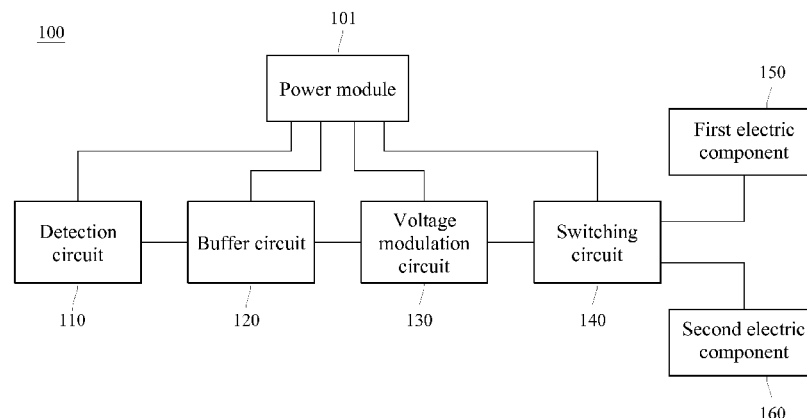 100
101
Power module
150
First electric
component
Detection
circuit
Buffer circuit
Voltage
modulation
circuit
Switching
circuit
110
120
130
140
Second electric
component
160